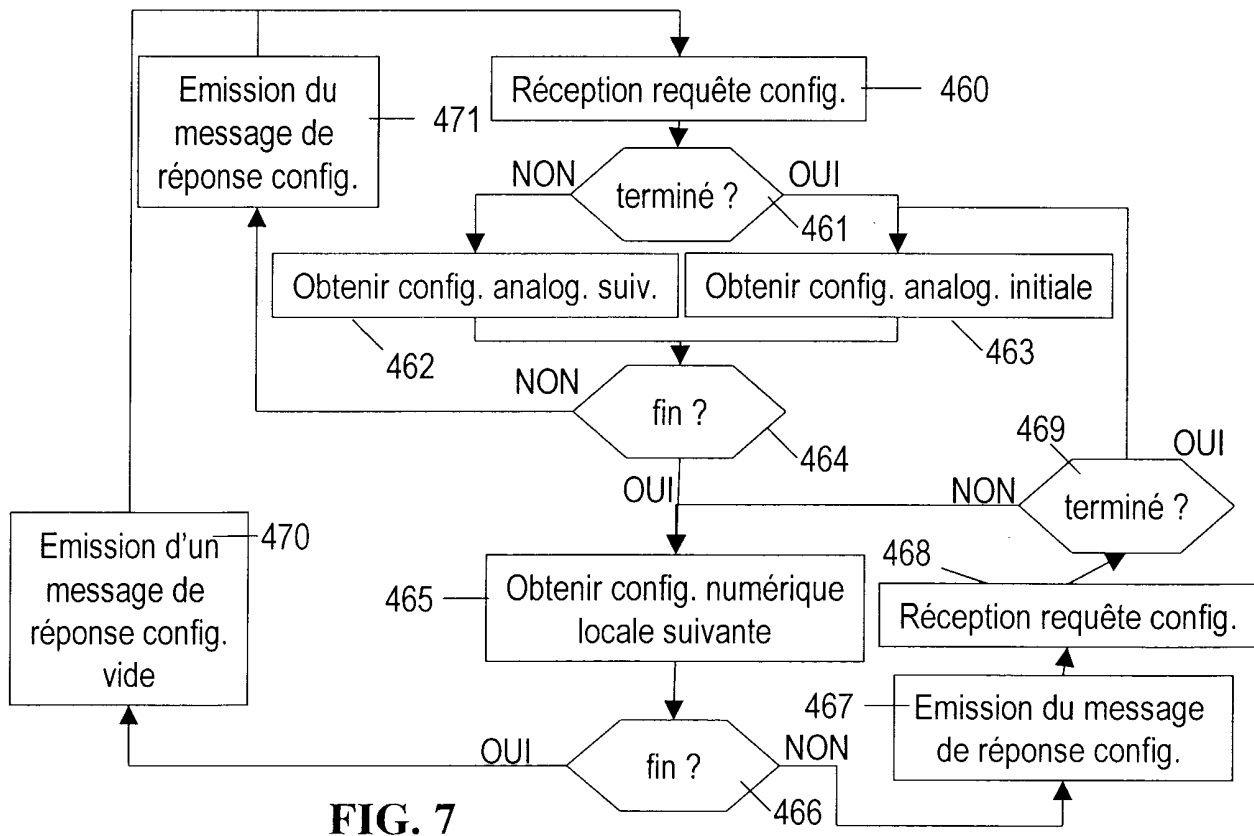 Emission du
message de
réponse config.
471
Réception requête config.
460
NON
terminé ?
OUI
461
Obtenir config. analog. suiv.
462
Obtenir config. analog. initiale
463
NON
fin ?
464
OUI
469
OUI
NON
terminé ?
468
Réception requête config.
Emission d'un
message de
réponse config.
vide
470
465
Obtenir config. numérique
locale suivante
467
Emission du message
de réponse config.
OUI
fin ?
NON
466
FIG. 7